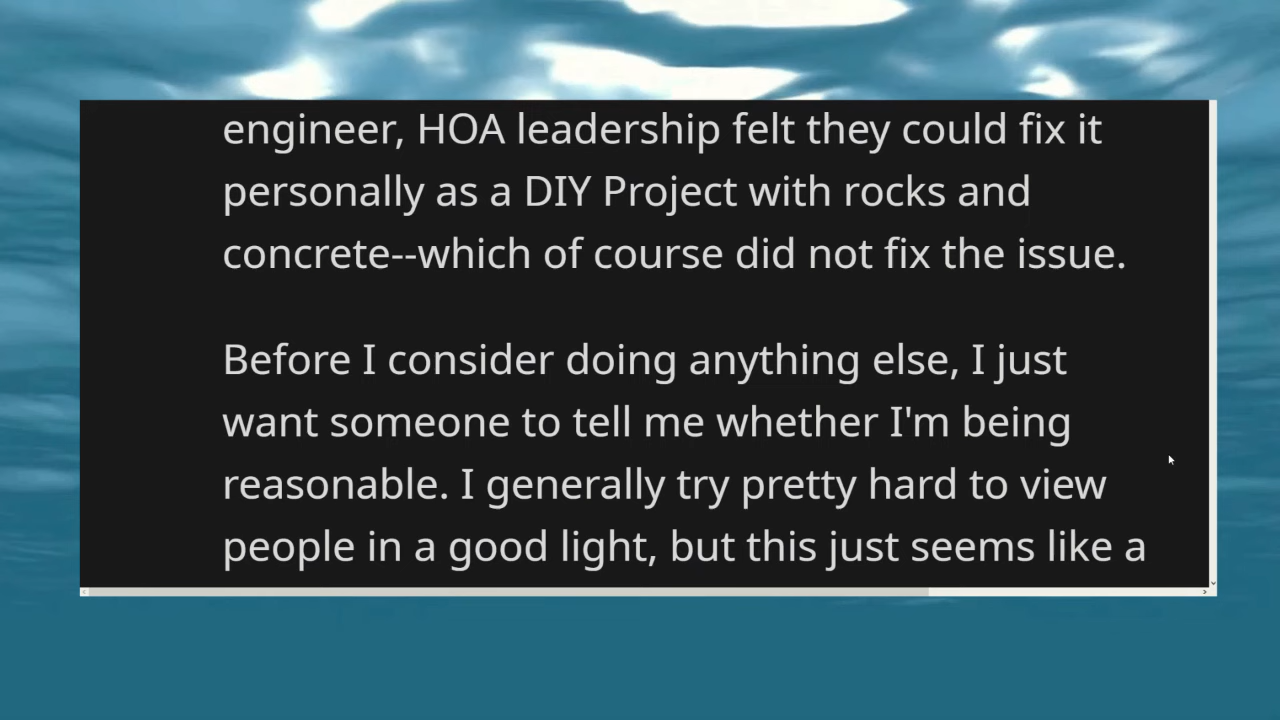 engineer, HOA leadership felt they could fix it
personally as a DIY Project with rocks and
concrete--which of course did not fix the issue.
Before I consider doing anything else, I just
want someone to tell me whether I'm being
reasonable. I generally try pretty hard to view
people in a good light, but this just seems like a